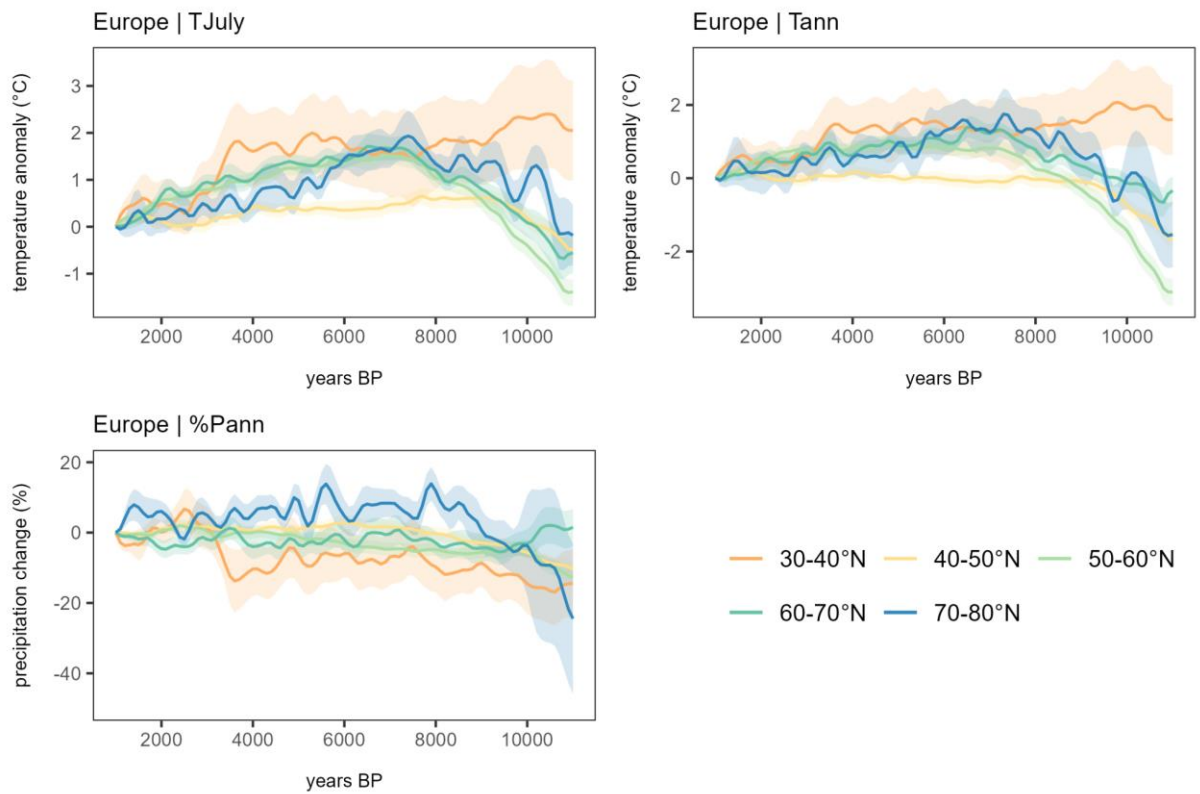 Europe | TJuly
temperature anomaly (°C)
3
2
1
0
-1
2000 4000 6000 8000 10000
years BP
Europe | Tann
temperature anomaly (°C)
2
0
-2
2000 4000 6000 8000 10000
years BP
Europe | %Pann
precipitation change (%)
20
0
-20
-40
2000 4000 6000 8000 10000
years BP
30-40°N 40-50°N 50-60°N
60-70°N 70-80°N